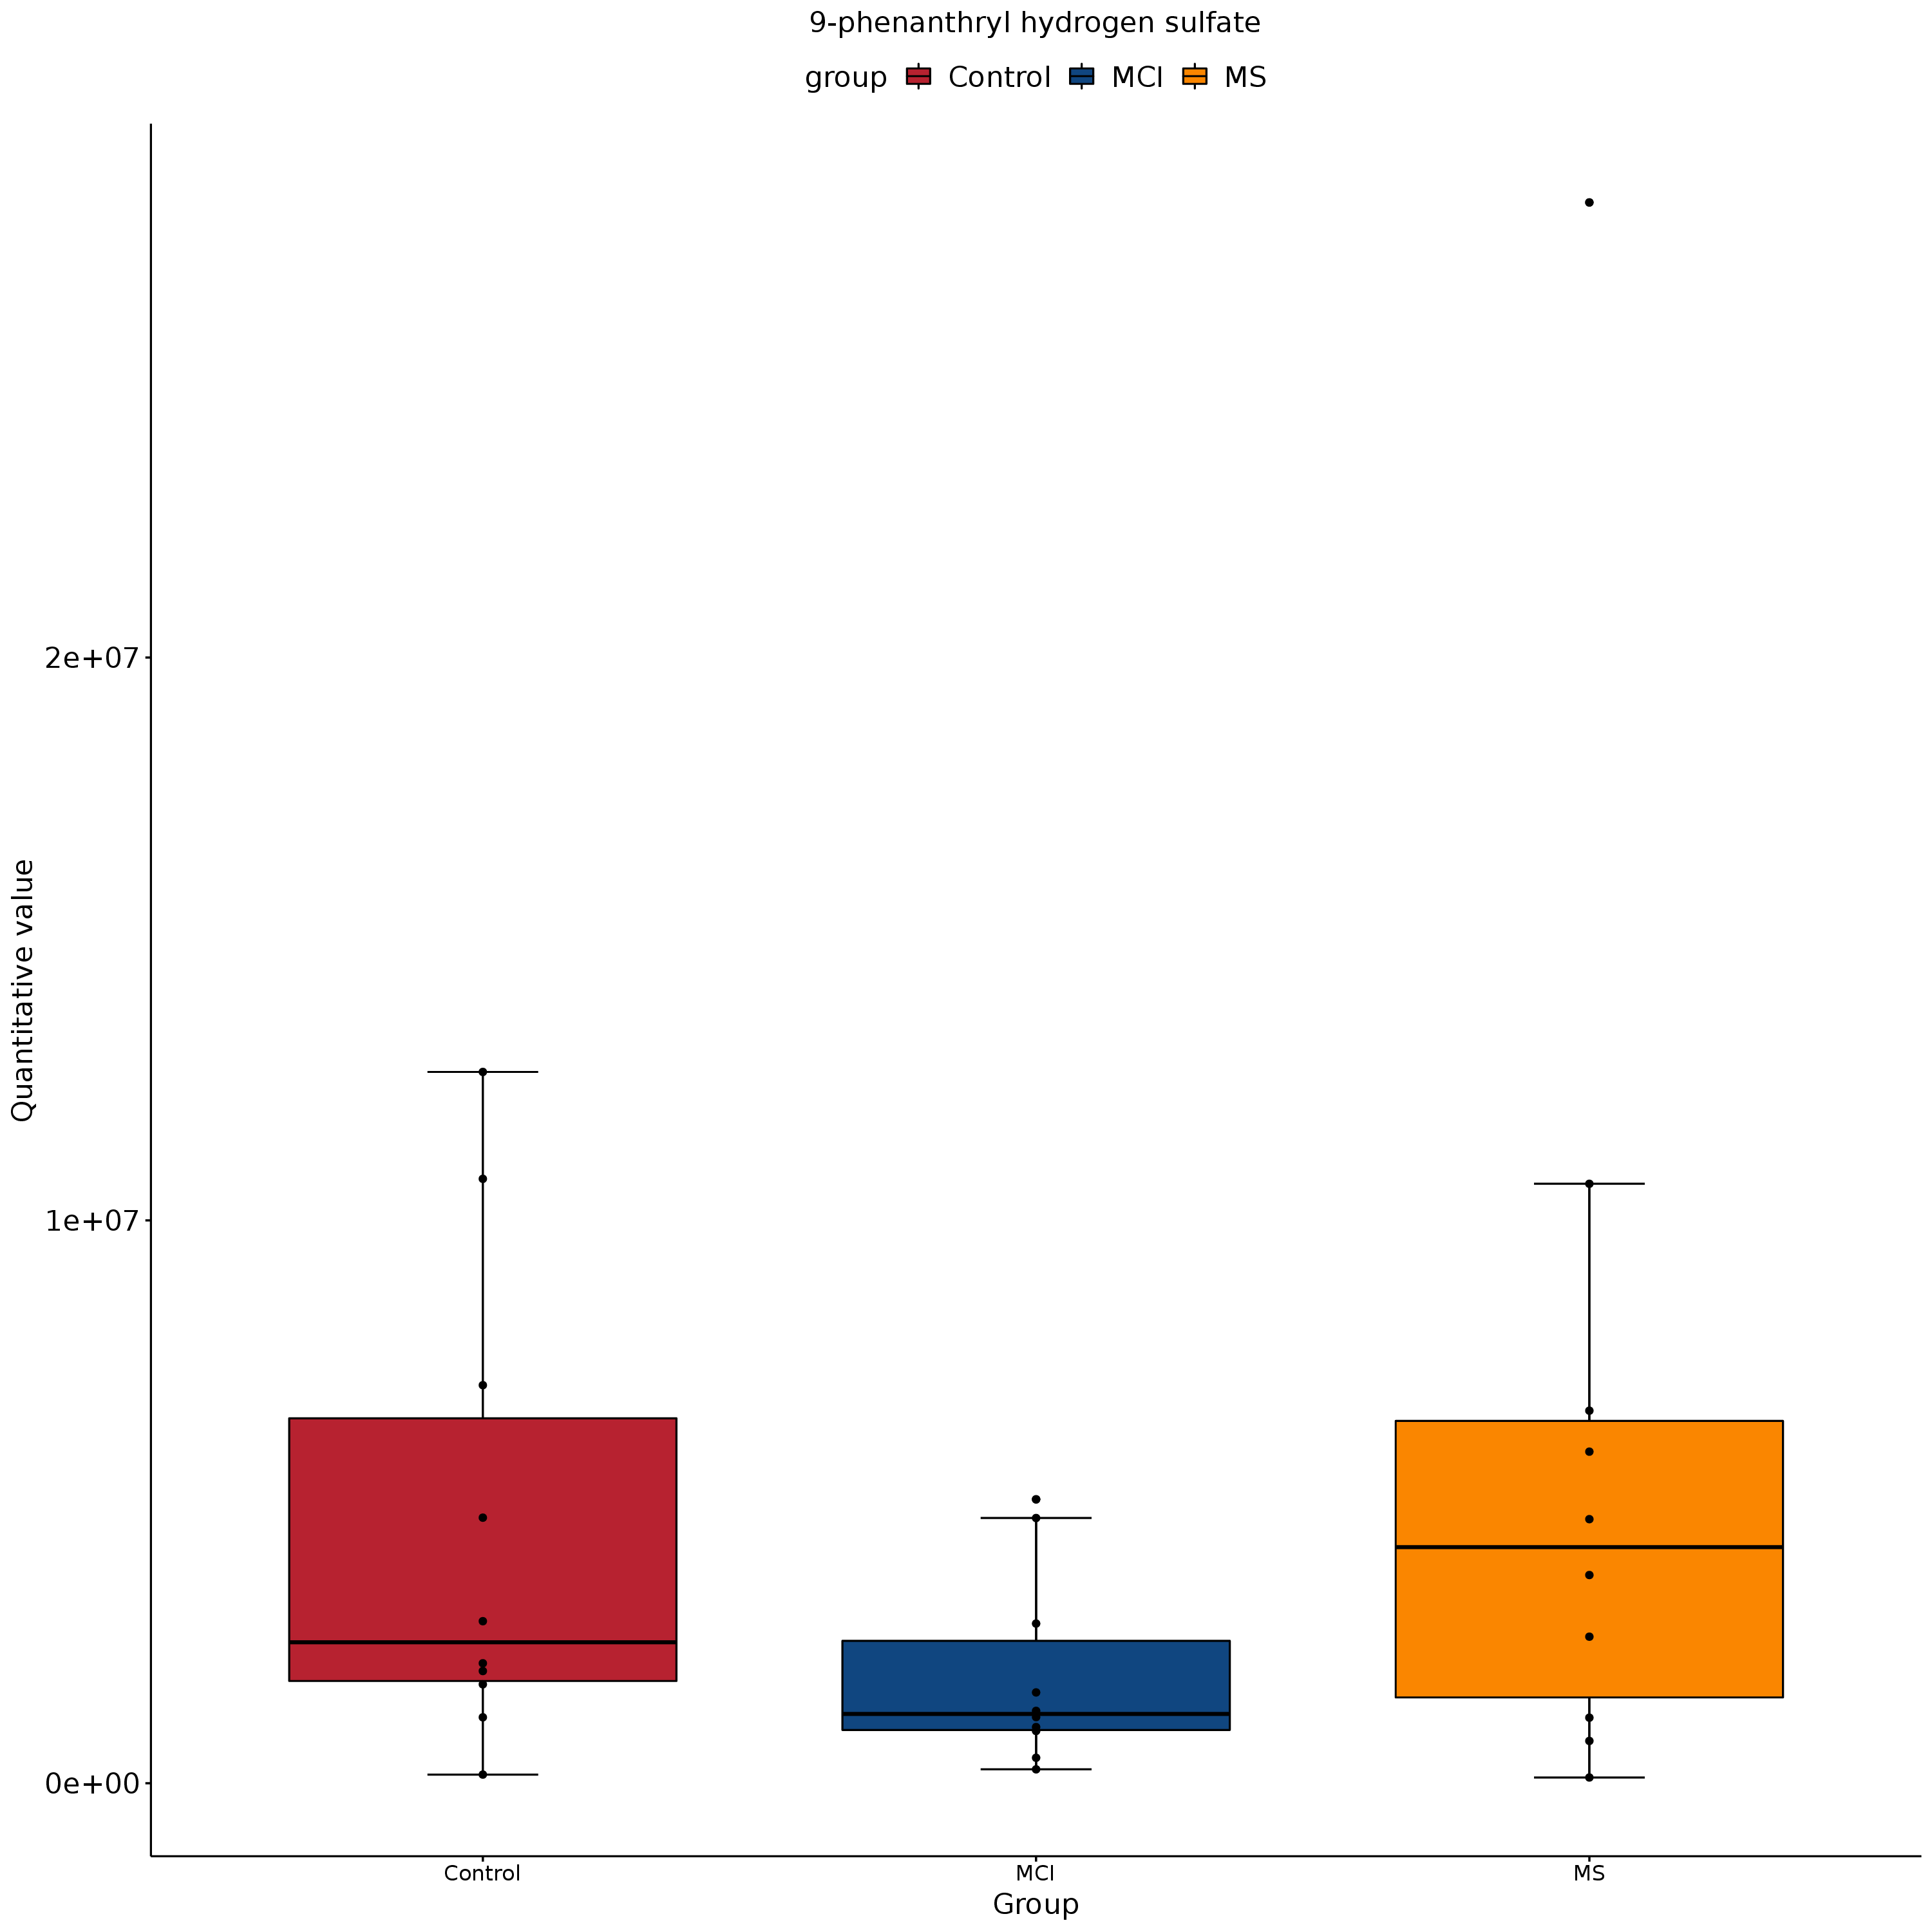 9-phenanthryl hydrogen sulfate
group Control MCI MS
Quantitative value
2e+07
1e+07
0e+00
Control MCI MS
Group